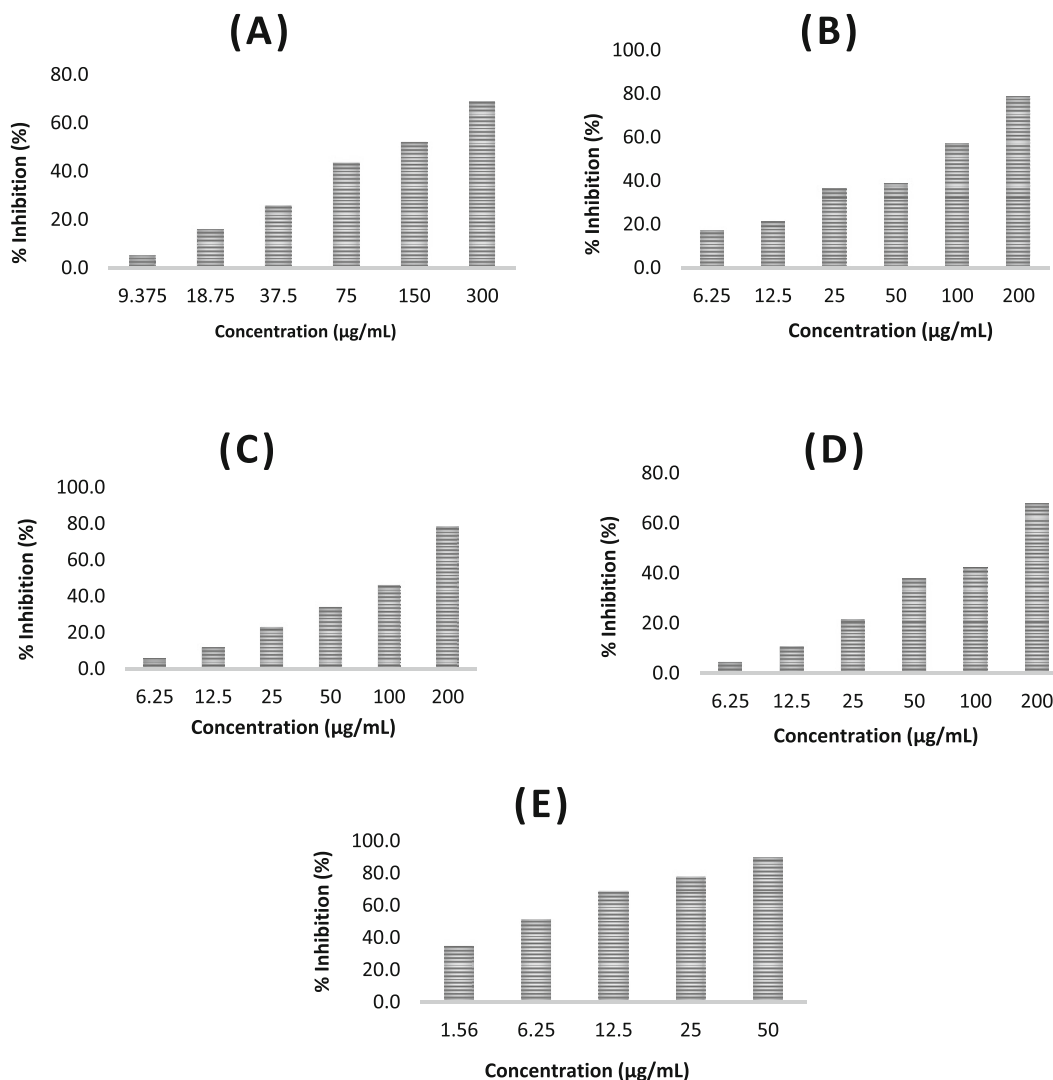 (A)
80.0
60.0
40.0
20.0
0.0
% Inhibition (%)
9.375 18.75 37.5 75 150 300
Concentration (µg/mL)
(B)
100.0
80.0
60.0
40.0
20.0
0.0
% Inhibition (%)
6.25 12.5 25 50 100 200
Concentration (µg/mL)
(C)
100.0
80.0
60.0
40.0
20.0
0.0
% Inhibition (%)
6.25 12.5 25 50 100 200
Concentration (µg/mL)
(D)
80.0
60.0
40.0
20.0
0.0
% Inhibition (%)
6.25 12.5 25 50 100 200
Concentration (µg/mL)
(E)
100.0
80.0
60.0
40.0
20.0
0.0
% Inhibition (%)
1.56 6.25 12.5 25 50
Concentration (µg/mL)